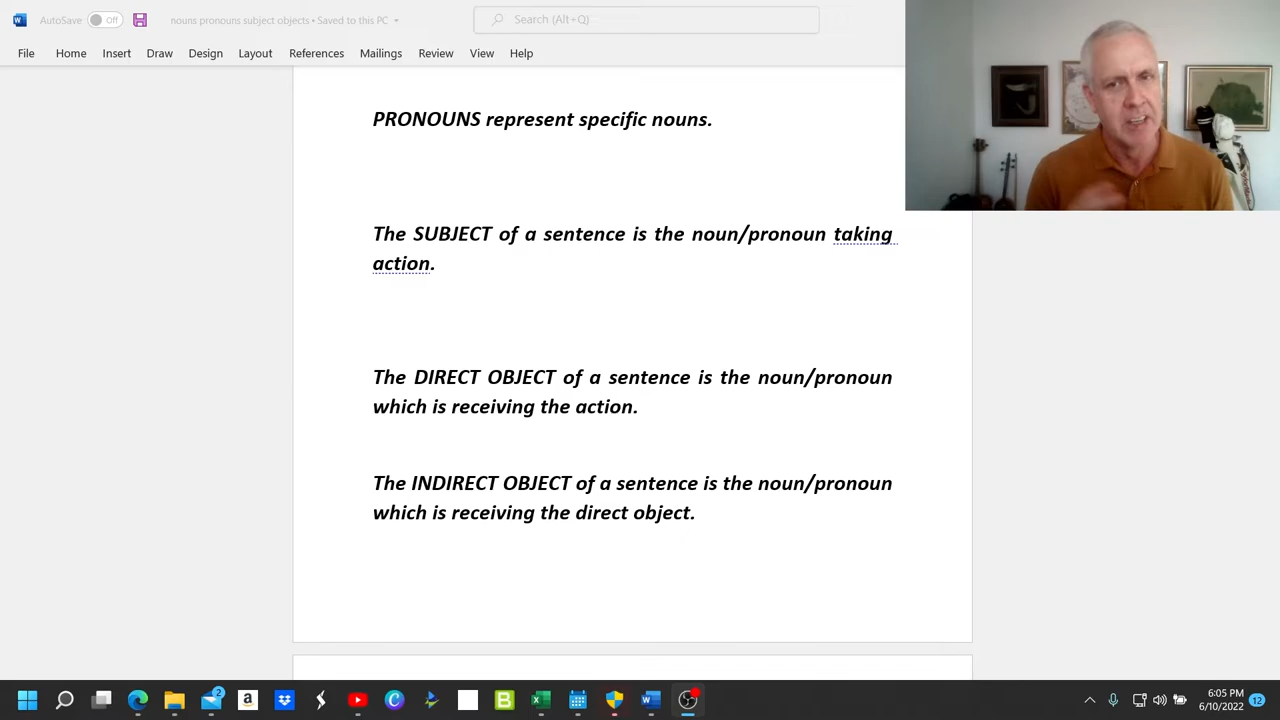 AutoSave Off nouns pronouns subject objects • Saved to this PC Search (Alt+Q)
File Home Insert Draw Design Layout References Mailings Review View Help
PRONOUNS represent specific nouns.
The SUBJECT of a sentence is the noun/pronoun taking
action.
The DIRECT OBJECT of a sentence is the noun/pronoun
which is receiving the action.
The INDIRECT OBJECT of a sentence is the noun/pronoun
which is receiving the direct object.
6:05 PM
6/10/2022
2
12